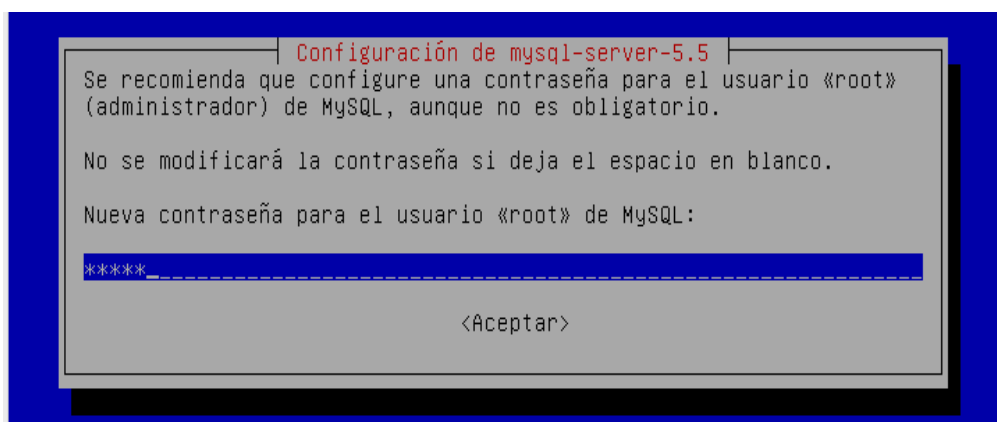 Configuración de mysql-server-5.5
Se recomienda que configure una contraseña para el usuario «root»
(administrador) de MySQL, aunque no es obligatorio.
No se modificará la contraseña si deja el espacio en blanco.
Nueva contraseña para el usuario «root» de MySQL:
*****_
<Aceptar>